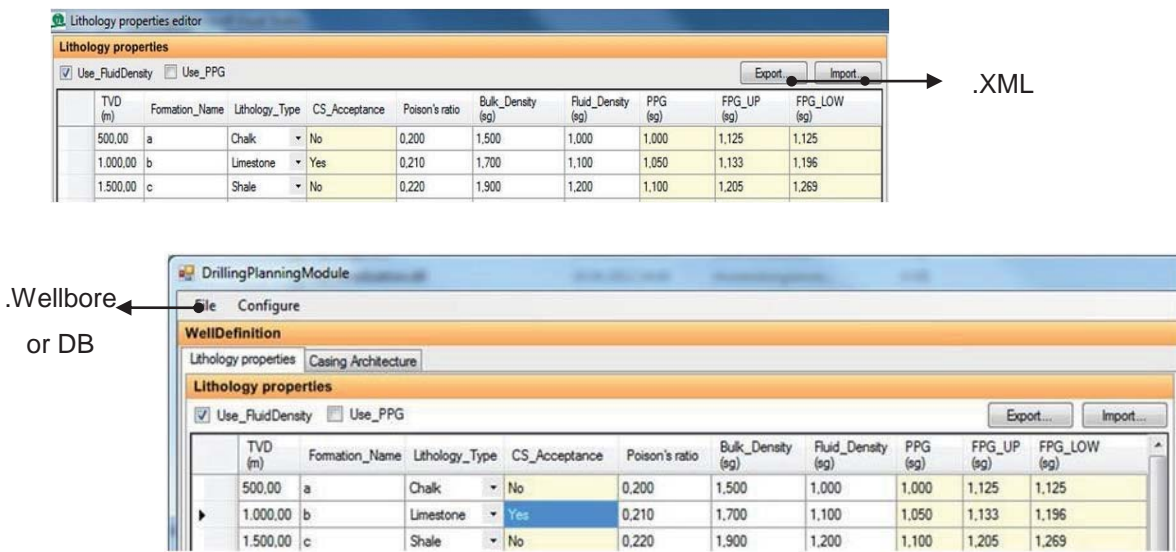 Lithology properties editor
Lithology properties
Use_FluidDensity Use_PPG Export... Import... .XML
TVD (m) Formation_Name Lithology_Type CS_Acceptance Poison's ratio Bulk_Density (sg) Fluid_Density (sg) PPG (sg) FPG_UP (sg) FPG_LOW (sg)
500,00 a Chalk No 0,200 1,500 1,000 1,000 1,125 1,125
1.000,00 b Limestone Yes 0,210 1,700 1,100 1,050 1,133 1,196
1.500,00 c Shale No 0,220 1,900 1,200 1,100 1,205 1,269
DrillingPlanningModule
.Wellbore File Configure
or DB
WellDefinition
Lithology properties Casing Architecture
Lithology properties
Use_FluidDensity Use_PPG Export... Import...
TVD (m) Formation_Name Lithology_Type CS_Acceptance Poison's ratio Bulk_Density (sg) Fluid_Density (sg) PPG (sg) FPG_UP (sg) FPG_LOW (sg)
500,00 a Chalk No 0,200 1,500 1,000 1,000 1,125 1,125
1.000,00 b Limestone Yes 0,210 1,700 1,100 1,050 1,133 1,196
1.500,00 c Shale No 0,220 1,900 1,200 1,100 1,205 1,269